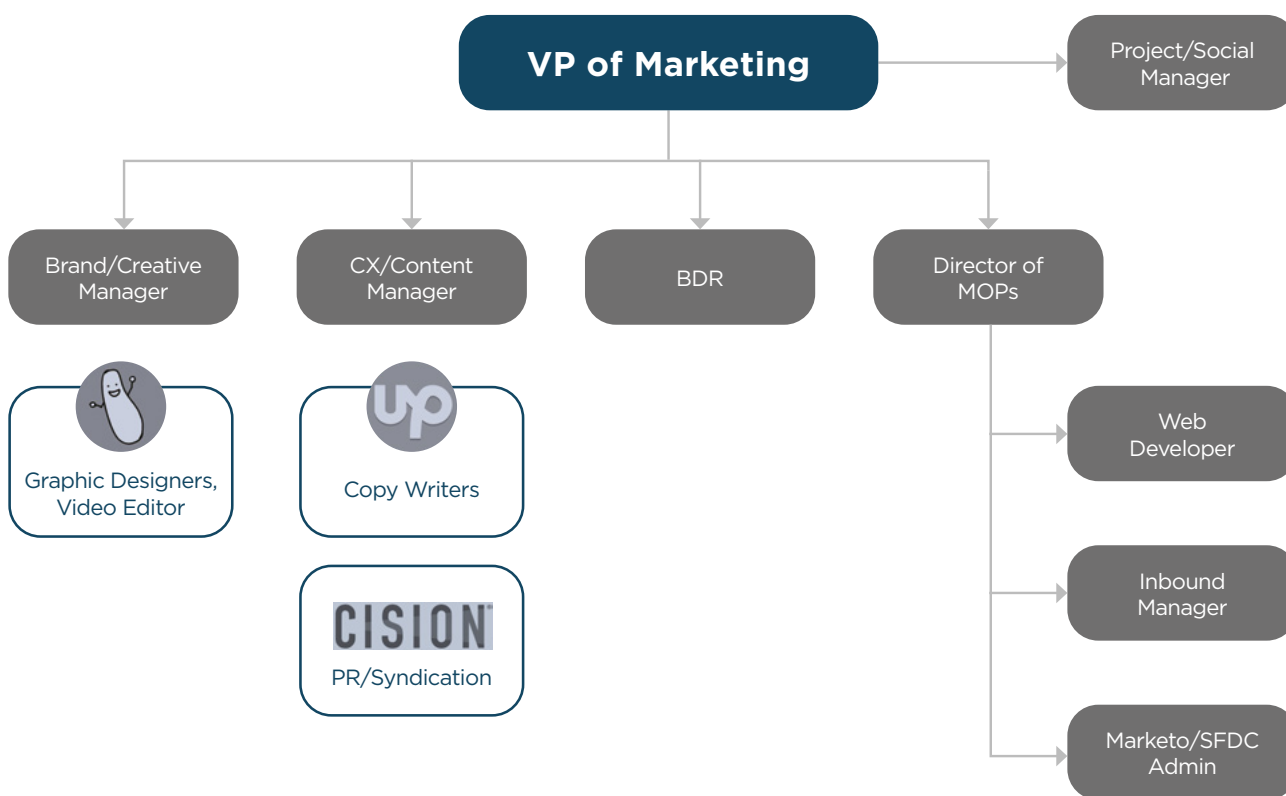 VP of Marketing
Project/Social
Manager
Brand/Creative
Manager
CX/Content
Manager
BDR
Director of
MOPs
Graphic Designers,
Video Editor
up
Copy Writers
Web
Developer
CISION
PR/Syndication
Inbound
Manager
Marketo/SFDC
Admin